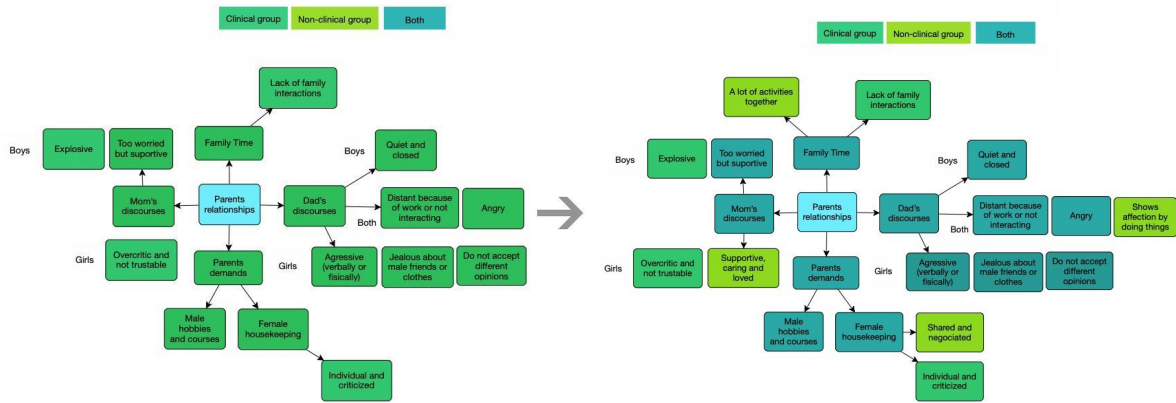 Clinical group
Non-clinical group
Both
Lack of family
interactions
Boys
Explosive
Too worried
but suportive
Family Time
Boys
Quiet and
closed
Mom's
discourses
Parents
relationships
Dad's
discourses
Distant because
of work or not
interacting
Angry
Both
Overcritic and
not trustable
Girls
Parents
demands
Girls
Agressive
(verbally or
fisically)
Jealous about
male friends or
clothes
Do not accept
different
opinions
Male
hobbies
and courses
Female
housekeeping
Individual and
criticized
Clinical group
Non-clinical group
Both
A lot of activities
together
Lack of family
interactions
Boys
Explosive
Too worried
but suportive
Family Time
Boys
Quiet and
closed
Mom's
discourses
Parents
relationships
Dad's
discourses
Distant because
of work or not
interacting
Angry
Shows
affection by
doing things
Both
Girls
Overcritic and
not trustable
Supportive,
caring and
loved
Parents
demands
Girls
Agressive
(verbally or
fisically)
Jealous about
male friends or
clothes
Do not accept
different
opinions
Male
hobbies
and courses
Female
housekeeping
Shared and
negociated
Individual and
criticized